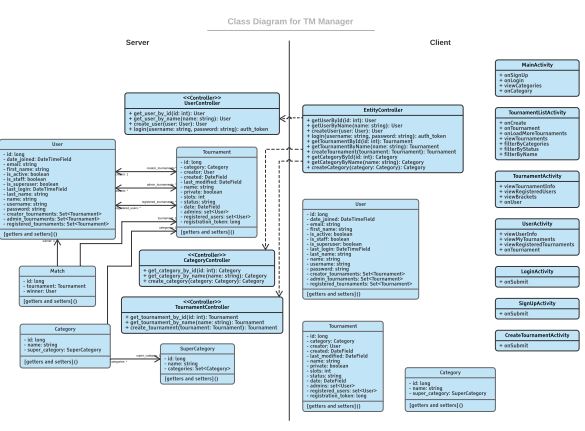 Class Diagram for TM Manager
Server
Client
<<Controller>>
UserController
+ get_user_by_id(id: int): User
+ get_user_by_name(name: string): User
+ create_user(user: User): User
+ login(username: string, password: string): auth_token
User
- id: long
- date_joined: DateTimeField
- email: string
- first_name: string
- is_active: boolean
- is_staff: boolean
- is_superuser: boolean
- last_login: DateTimeField
- last_name: string
- name: string
- username: string
- password: string
- creator_tournaments: Set<Tournament>
- admin_tournaments: Set<Tournament>
- registered_tournaments: Set<Tournament>
[getters and setters]()
Tournament
- id: long
- category: Category
- creator: User
- created: DateField
- last_modified: DateField
- name: string
- private: boolean
- slots: int
- status: string
- date: DateField
- admins: set<User>
- registered_users: set<User>
- registration_token: long
[getters and setters]()
<<Controller>>
CategoryController
+ get_category_by_id(id: int): Category
+ get_category_by_name(name: string): Category
+ create_category(category: Category): Category
Match
- id: long
- tournament: Tournament
- winner: User
[getters and setters]()
<<Controller>>
TournamentController
+ get_tournament_by_id(id: int): Tournament
+ get_tournament_by_name(name: string): Tournament
+ create_tournament(tournament: Tournament): Tournament
Category
- id: long
- name: string
- super_category: SuperCategory
[getters and setters]()
SuperCategory
- id: long
- name: string
- categories: Set<Category>
[getters and setters]()
EntityController
+ getUserById(id: int): User
+ getUserByName(name: string): User
+ createUser(user: User): User
+ login(username: string, password: string): auth_token
+ getTournamentById(id: int): Tournament
+ getTournamentByName(name: string): Tournament
+ createTournament(tournament: Tournament): Tournament
+ getCategoryById(id: int): Category
+ getCategoryByName(name: string): Category
+ createCategory(category: Category): Category
User
- id: long
- date_joined: DateTimeField
- email: string
- first_name: string
- is_active: boolean
- is_staff: boolean
- is_superuser: boolean
- last_login: DateTimeField
- last_name: string
- name: string
- username: string
- password: string
- creator_tournaments: Set<Tournament>
- admin_tournaments: Set<Tournament>
- registered_tournaments: Set<Tournament>
[getters and setters]()
Tournament
- id: long
- category: Category
- creator: User
- created: DateField
- last_modified: DateField
- name: string
- private: boolean
- slots: int
- status: string
- date: DateField
- admins: set<User>
- registered_users: set<User>
- registration_token: long
[getters and setters]()
Category
- id: long
- name: string
- super_category: SuperCategory
[getters and setters]()
MainActivity
+ onSignUp
+ onLogin
+ viewCategories
+ onCategory
TournamentListActivity
+ onCreate
+ onTournament
+ onLoadMoreTournaments
+ viewTournaments
+ filterByCategories
+ filterByStatus
+ filterByName
TournamentActivity
+ viewTournamentInfo
+ viewRegisteredUsers
+ viewBrackets
+ onUser
UserActivity
+ viewUserInfo
+ viewMyTournaments
+ viewRegisteredTournaments
+ onTournament
LoginActivity
+ onSubmit
SignUpActivity
+ onSubmit
CreateTournamentActivity
+ onSubmit